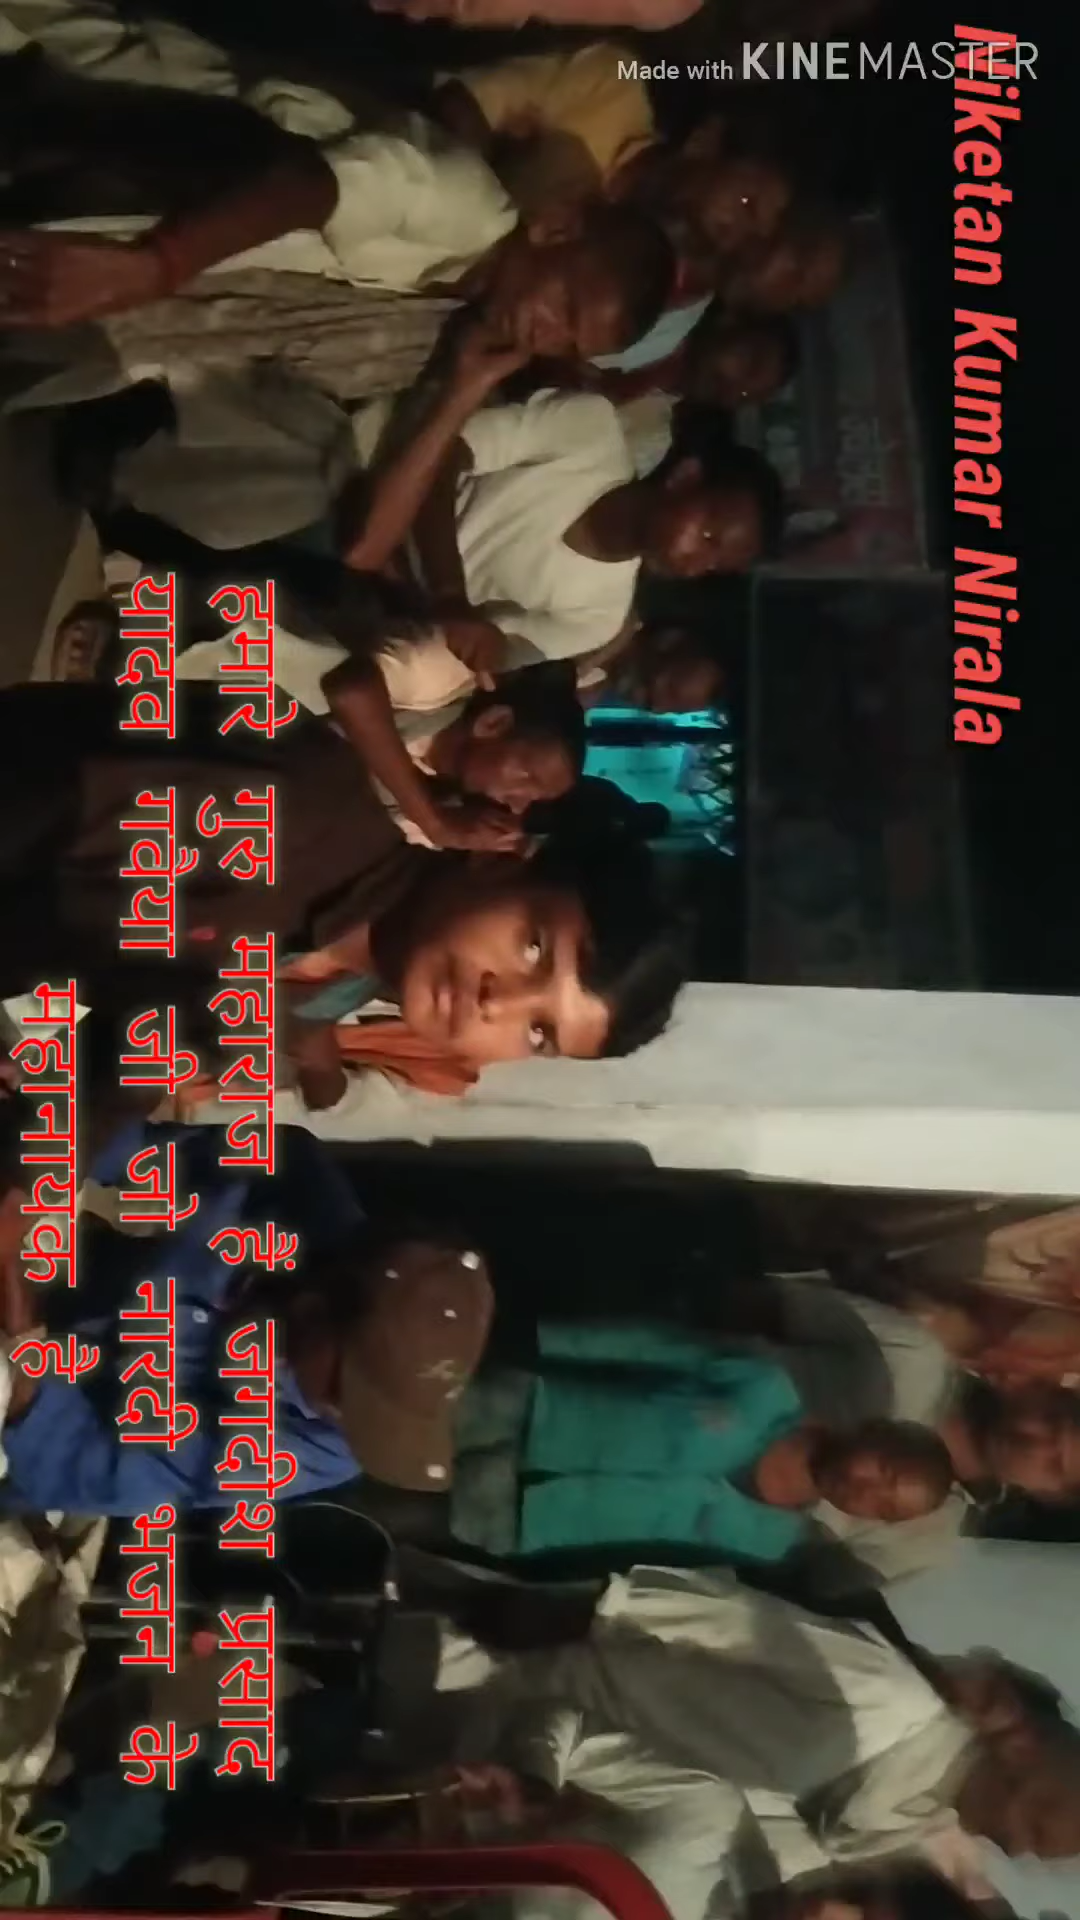 Made with KINEMASTER
Niketan Kumar Nirala
हमारे गुरु महाराज हैं जगदीश प्रसाद
यादव गवैया जी जो नारदी भजन के
महानायक है